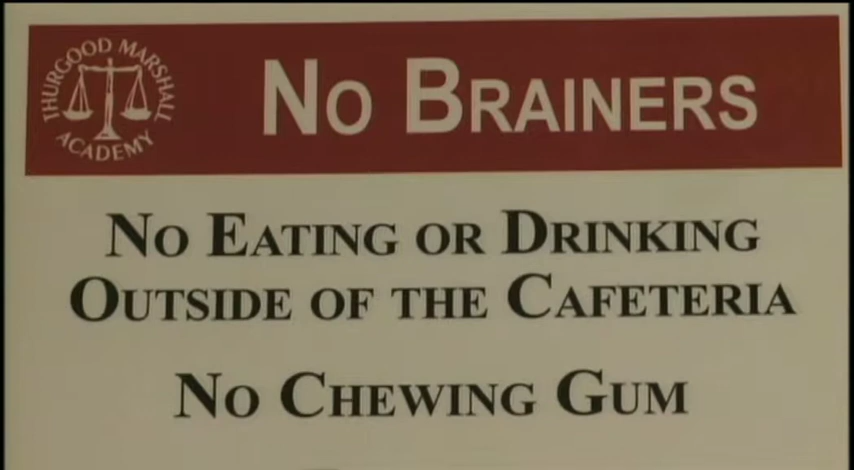 THURGOOD MARSHALL
ACADEMY
NO BRAINERS
NO EATING OR DRINKING
OUTSIDE OF THE CAFETERIA
NO CHEWING GUM